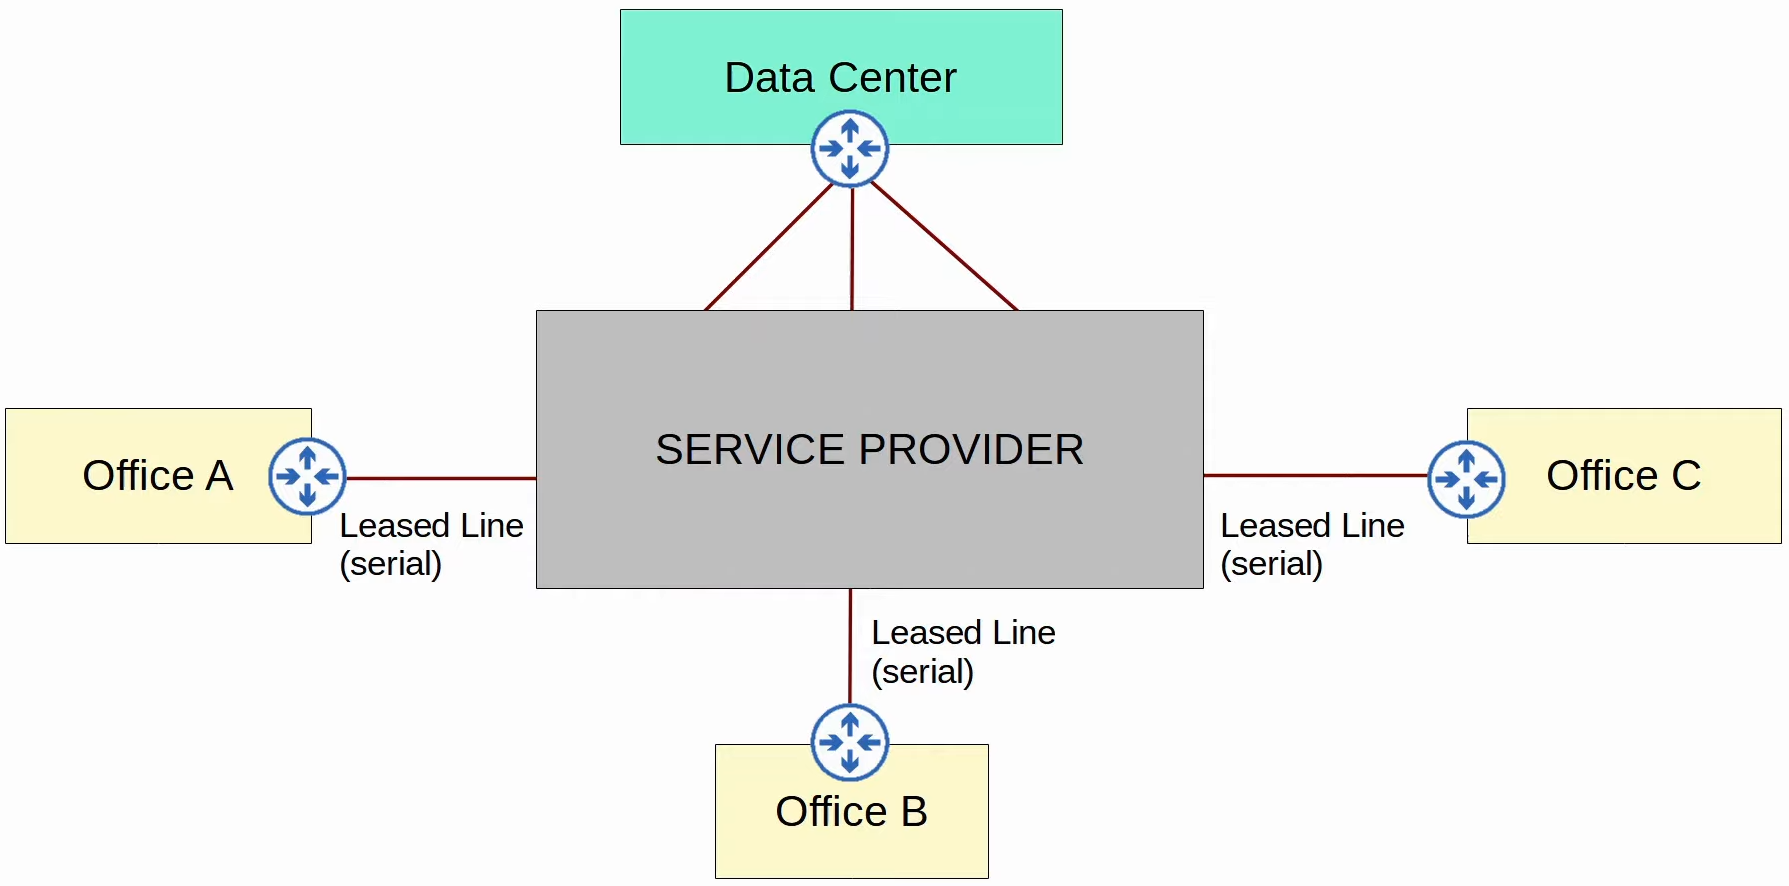 Data Center
SERVICE PROVIDER
Office A
Office C
Leased Line
(serial)
Leased Line
(serial)
Leased Line
(serial)
Office B